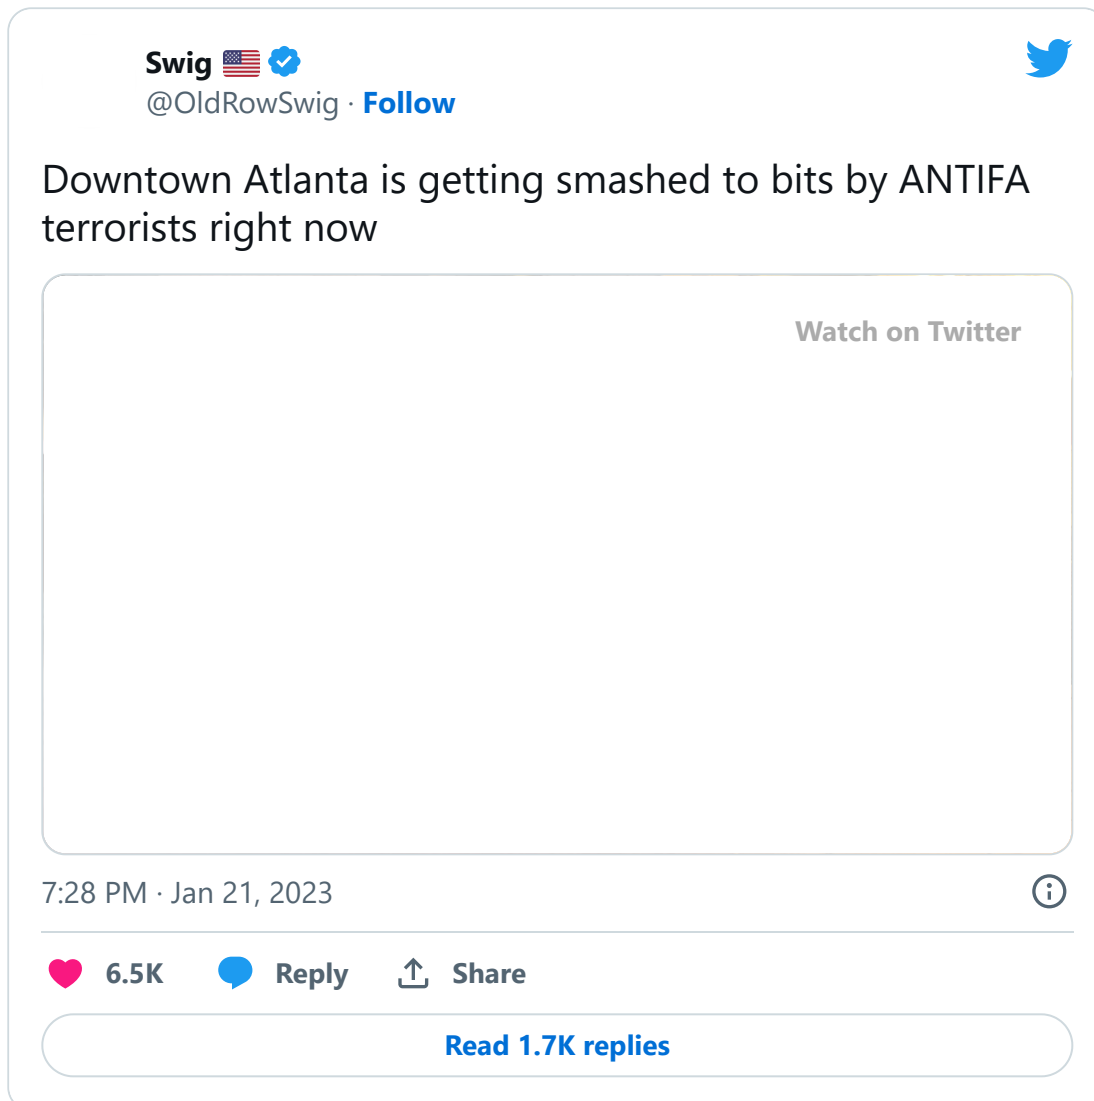 Swig 🇺🇸
@OldRowSwig · Follow
Downtown Atlanta is getting smashed to bits by ANTIFA
terrorists right now
Watch on Twitter
7:28 PM · Jan 21, 2023
6.5K Reply Share
Read 1.7K replies